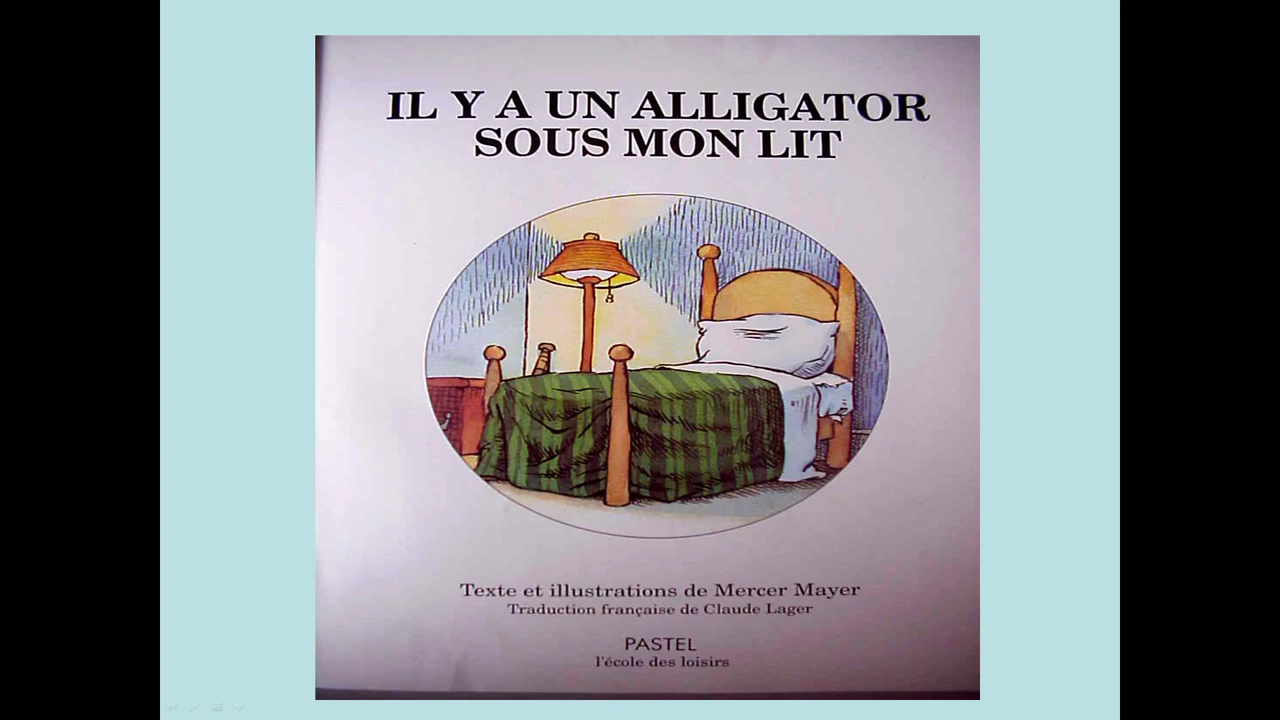 IL Y A UN ALLIGATOR
SOUS MON LIT
Texte et illustrations de Mercer Mayer
Traduction française de Claude Lager
PASTEL
l'école des loisirs